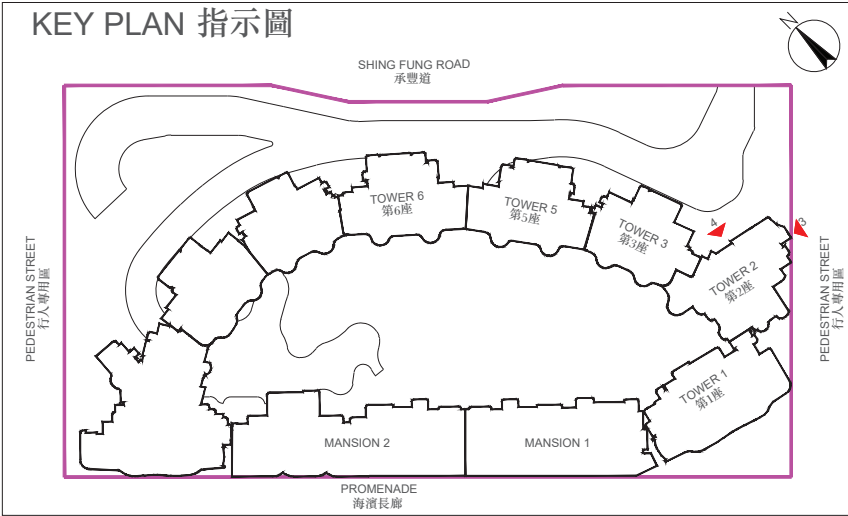 KEY PLAN 指示圖
N
SHING FUNG ROAD
承豐道
TOWER 6
第6座
TOWER 5
第5座
TOWER 3
第3座
4
3
TOWER 2
第2座
PEDESTRIAN STREET
行人專用區
PEDESTRIAN STREET
行人專用區
TOWER 1
第1座
MANSION 2
MANSION 1
PROMENADE
海濱長廊